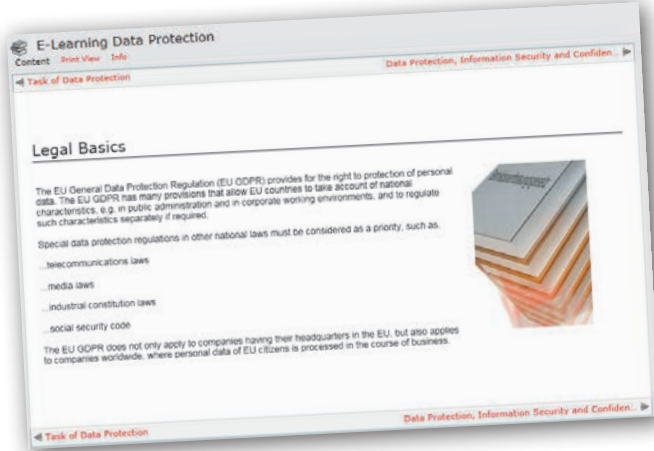 E-Learning Data Protection
Content Print View Info
Task of Data Protection
Data Protection, Information Security and Confiden...
Legal Basics
The EU General Data Protection Regulation (EU GDPR) provides for the right to protection of personal
data. The EU GDPR has many provisions that allow EU countries to take account of national
characteristics, e.g. in public administration and in corporate working environments, and to regulate
such characteristics separately if required.
Special data protection regulations in other national laws must be considered as a priority, such as.
...telecommunications laws
...media laws
...industrial constitution laws
...social security code
The EU GDPR does not only apply to companies having their headquarters in the EU, but also applies
to companies worldwide, where personal data of EU citizens is processed in the course of business.
Task of Data Protection
Data Protection, Information Security and Confiden...